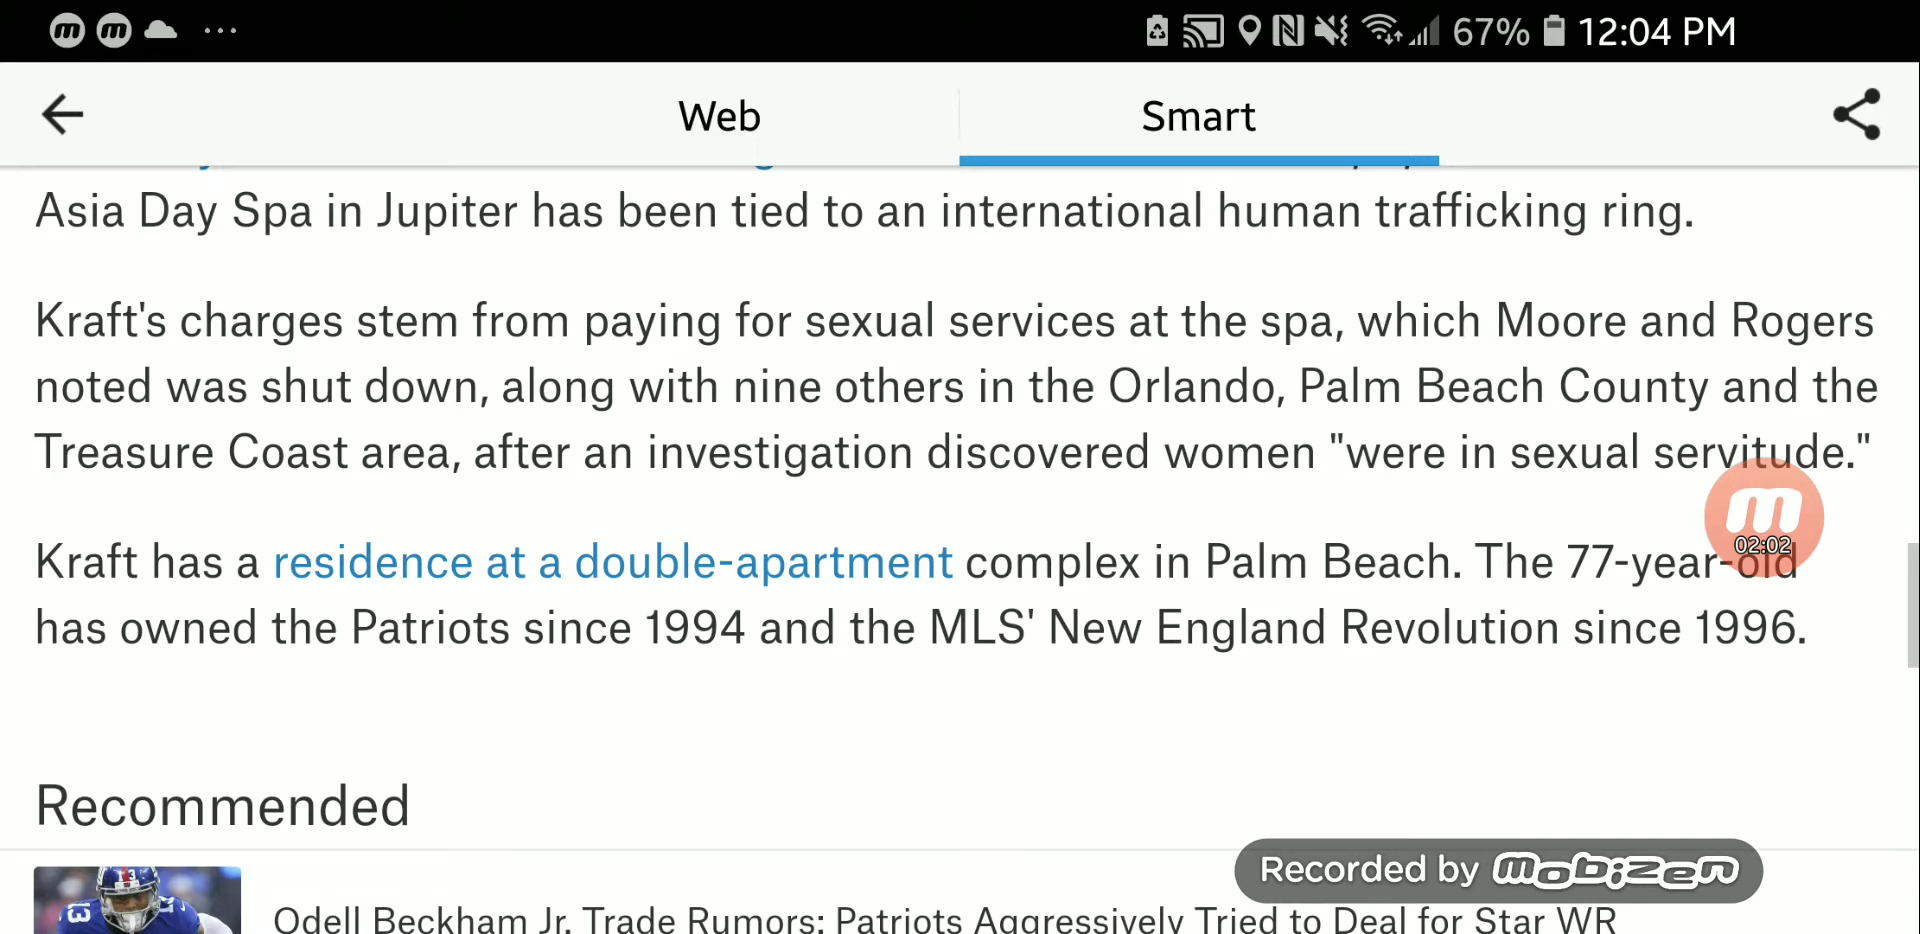 67% 12:04 PM
Web Smart
Asia Day Spa in Jupiter has been tied to an international human trafficking ring.
Kraft's charges stem from paying for sexual services at the spa, which Moore and Rogers
noted was shut down, along with nine others in the Orlando, Palm Beach County and the
Treasure Coast area, after an investigation discovered women "were in sexual servitude."
02:02
Kraft has a residence at a double-apartment complex in Palm Beach. The 77-year-old
has owned the Patriots since 1994 and the MLS' New England Revolution since 1996.
Recommended
Recorded by mobizen
13
Odell Beckham Jr. Trade Rumors: Patriots Aggressively Tried to Deal for Star WR